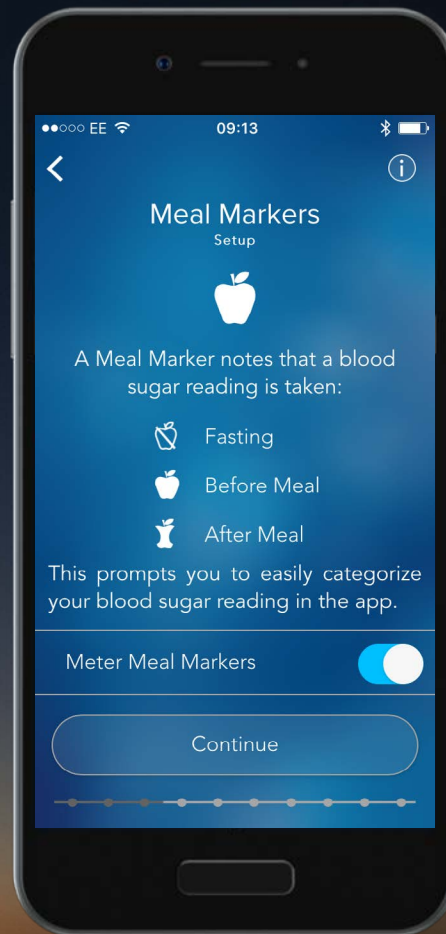 EE 09:13
Meal Markers
Setup
A Meal Marker notes that a blood
sugar reading is taken:
Fasting
Before Meal
After Meal
This prompts you to easily categorize
your blood sugar reading in the app.
Meter Meal Markers
Continue